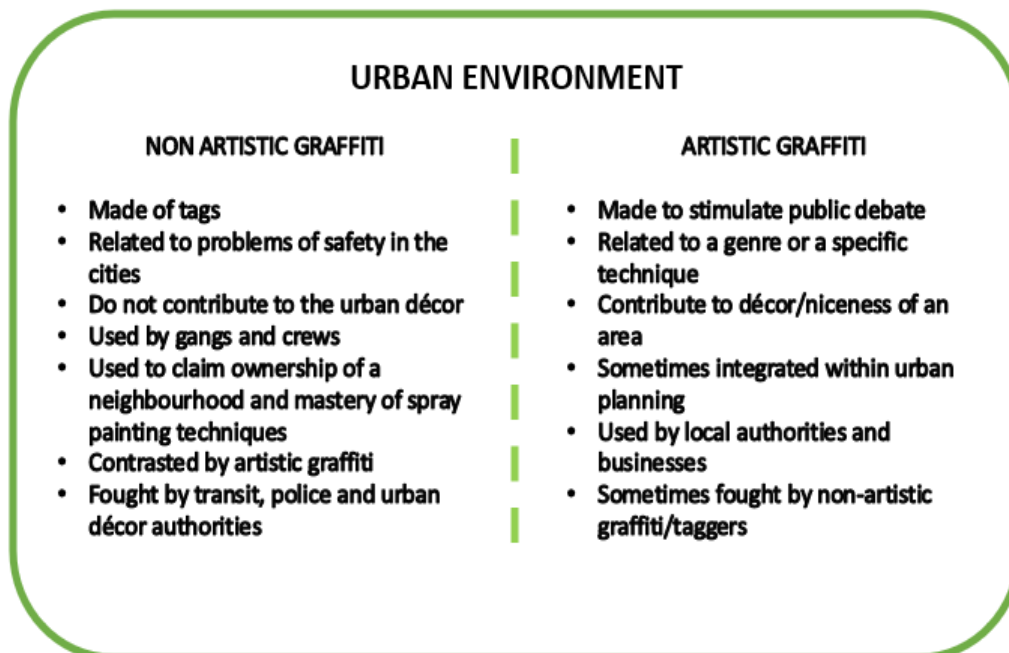 URBAN ENVIRONMENT
NON ARTISTIC GRAFFITI
• Made of tags
• Related to problems of safety in the
cities
• Do not contribute to the urban décor
• Used by gangs and crews
• Used to claim ownership of a
neighbourhood and mastery of spray
painting techniques
• Contrasted by artistic graffiti
• Fought by transit, police and urban
décor authorities
ARTISTIC GRAFFITI
• Made to stimulate public debate
• Related to a genre or a specific
technique
• Contribute to décor/niceness of an
area
• Sometimes integrated within urban
planning
• Used by local authorities and
businesses
• Sometimes fought by non-artistic
graffiti/taggers